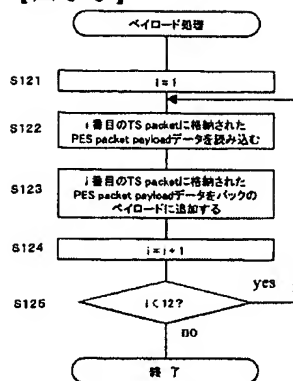 ペイロード処理
S121
i = 1
S122
i 番目のTS packetに格納された
PES packet payloadデータを読み込む
S123
i 番目のTS packetに格納された
PES packet payloadデータをパックの
ペイロードに追加する
S124
i = i + 1
S125
i < 12?
yes
no
終 了